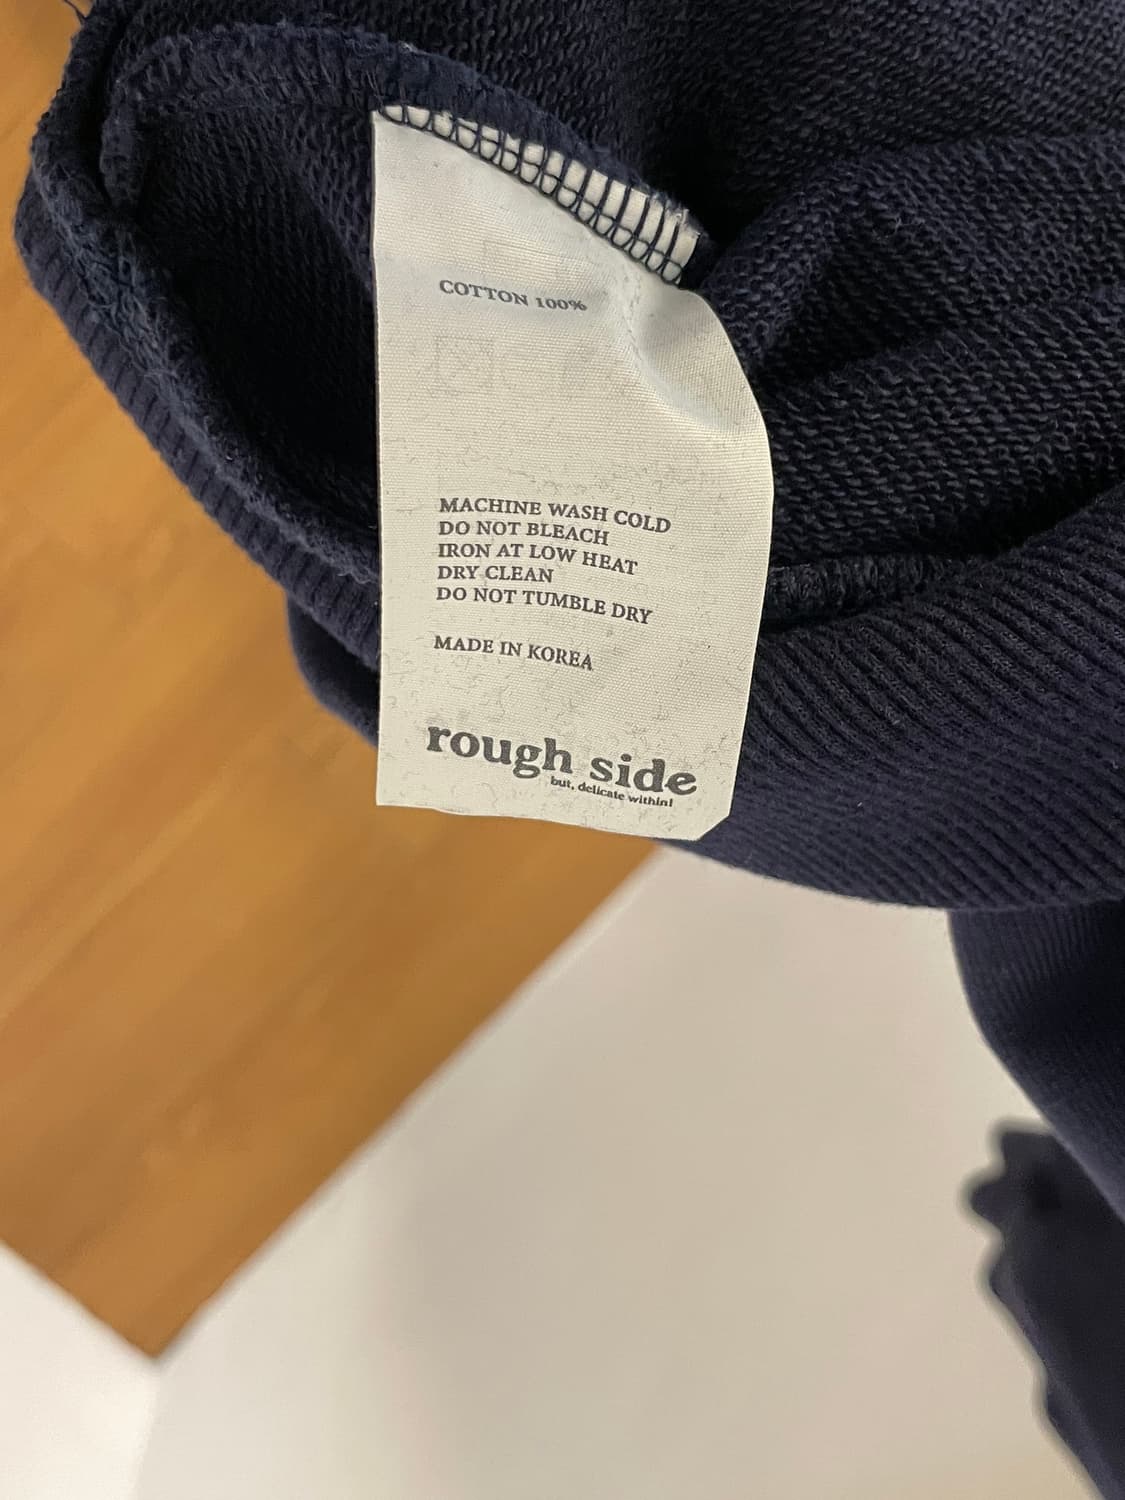 COTTON 100%
MACHINE WASH COLD
DO NOT BLEACH
IRON AT LOW HEAT
DRY CLEAN
DO NOT TUMBLE DRY
MADE IN KOREA
rough side
but, delicate within!